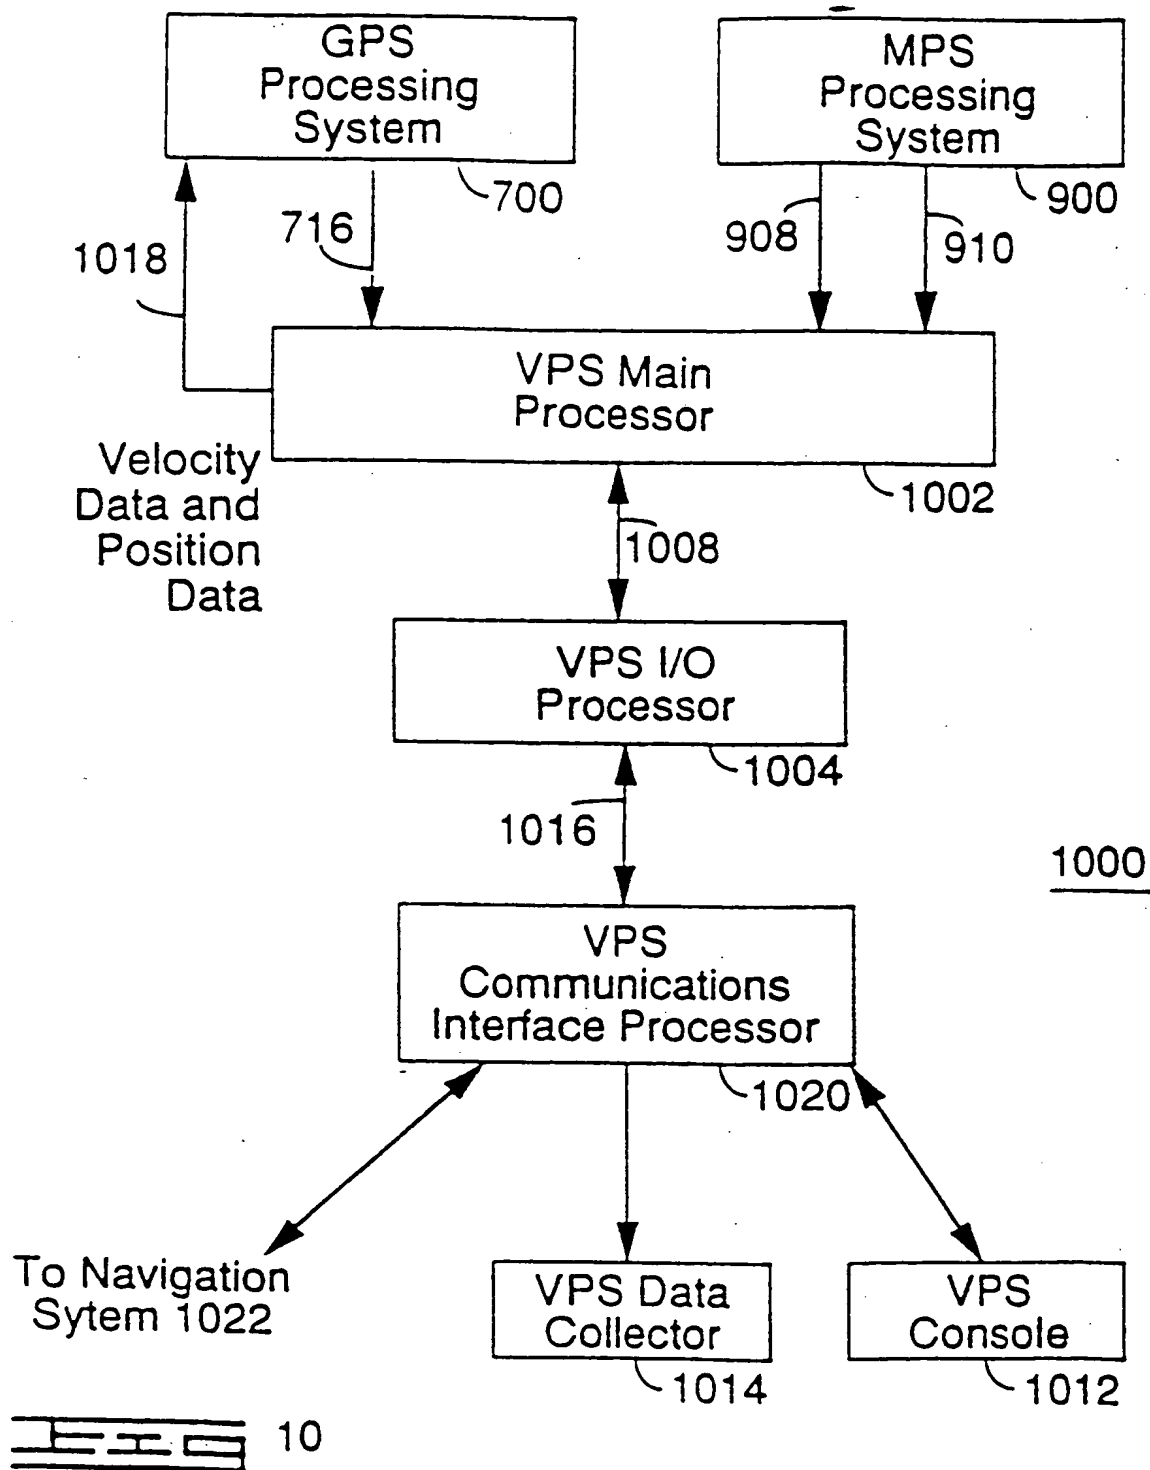 GPS
Processing
System
700
MPS
Processing
System
900
716
1018
908
910
VPS Main
Processor
1002
Velocity
Data and
Position
Data
1008
VPS I/O
Processor
1004
1016
1000
VPS
Communications
Interface Processor
1020
To Navigation
Sytem 1022
VPS Data
Collector
1014
VPS
Console
1012
FIG 10